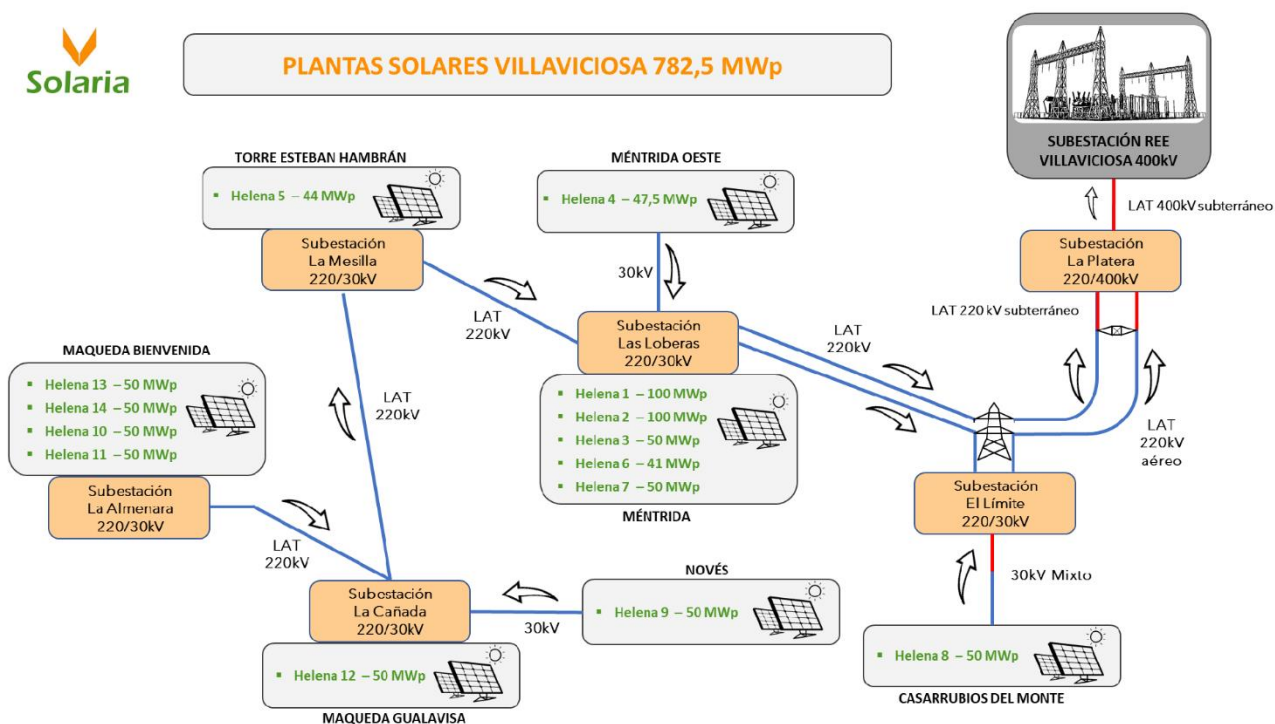 Solaria
PLANTAS SOLARES VILLAVICIOSA 782,5 MWp
SUBESTACIÓN REE
VILLAVICIOSA 400kV
LAT 400kV subterráneo
Subestación
La Platera
220/400kV
LAT 220 kV subterráneo
TORRE ESTEBAN HAMBRÁN
▪ Helena 5 – 44 MWp
Subestación
La Mesilla
220/30kV
MÉNTRIDA OESTE
▪ Helena 4 – 47,5 MWp
30kV
LAT
220kV
Subestación
Las Loberas
220/30kV
LAT
220kV
▪ Helena 1 – 100 MWp
▪ Helena 2 – 100 MWp
▪ Helena 3 – 50 MWp
▪ Helena 6 – 41 MWp
▪ Helena 7 – 50 MWp
MÉNTRIDA
MAQUEDA BIENVENIDA
▪ Helena 13 – 50 MWp
▪ Helena 14 – 50 MWp
▪ Helena 10 – 50 MWp
▪ Helena 11 – 50 MWp
Subestación
La Almenara
220/30kV
LAT
220kV
LAT
220kV
LAT
220kV
aéreo
Subestación
El Límite
220/30kV
30kV Mixto
Subestación
La Cañada
220/30kV
30kV
NOVÉS
▪ Helena 9 – 50 MWp
▪ Helena 12 – 50 MWp
MAQUEDA GUALAVISA
▪ Helena 8 – 50 MWp
CASARRUBIOS DEL MONTE